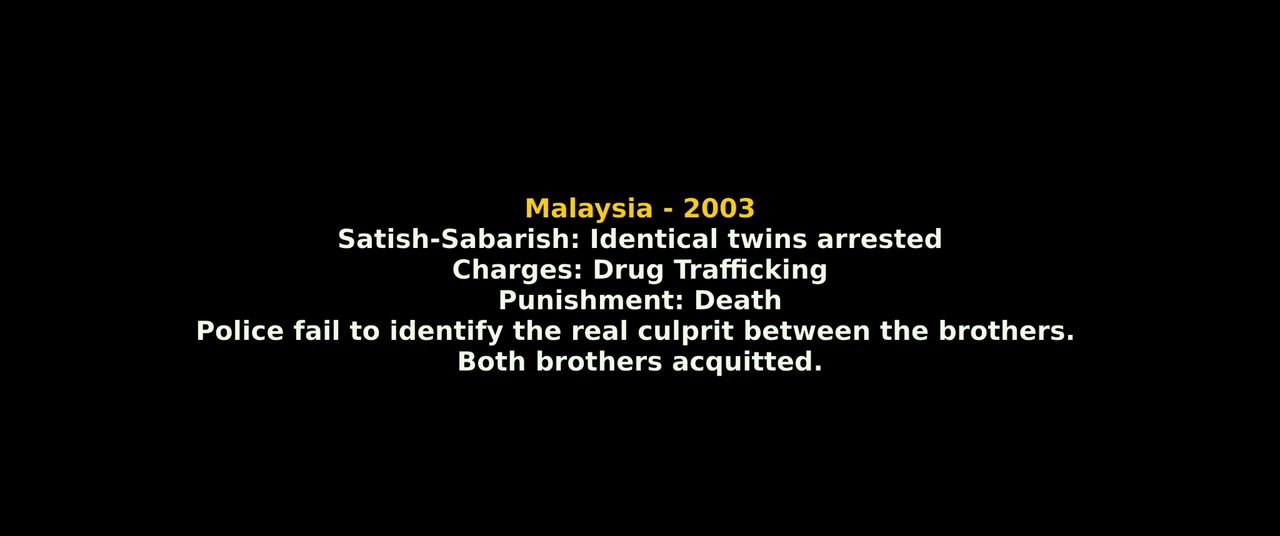 Malaysia - 2003
Satish-Sabarish: Identical twins arrested
Charges: Drug Trafficking
Punishment: Death
Police fail to identify the real culprit between the brothers.
Both brothers acquitted.